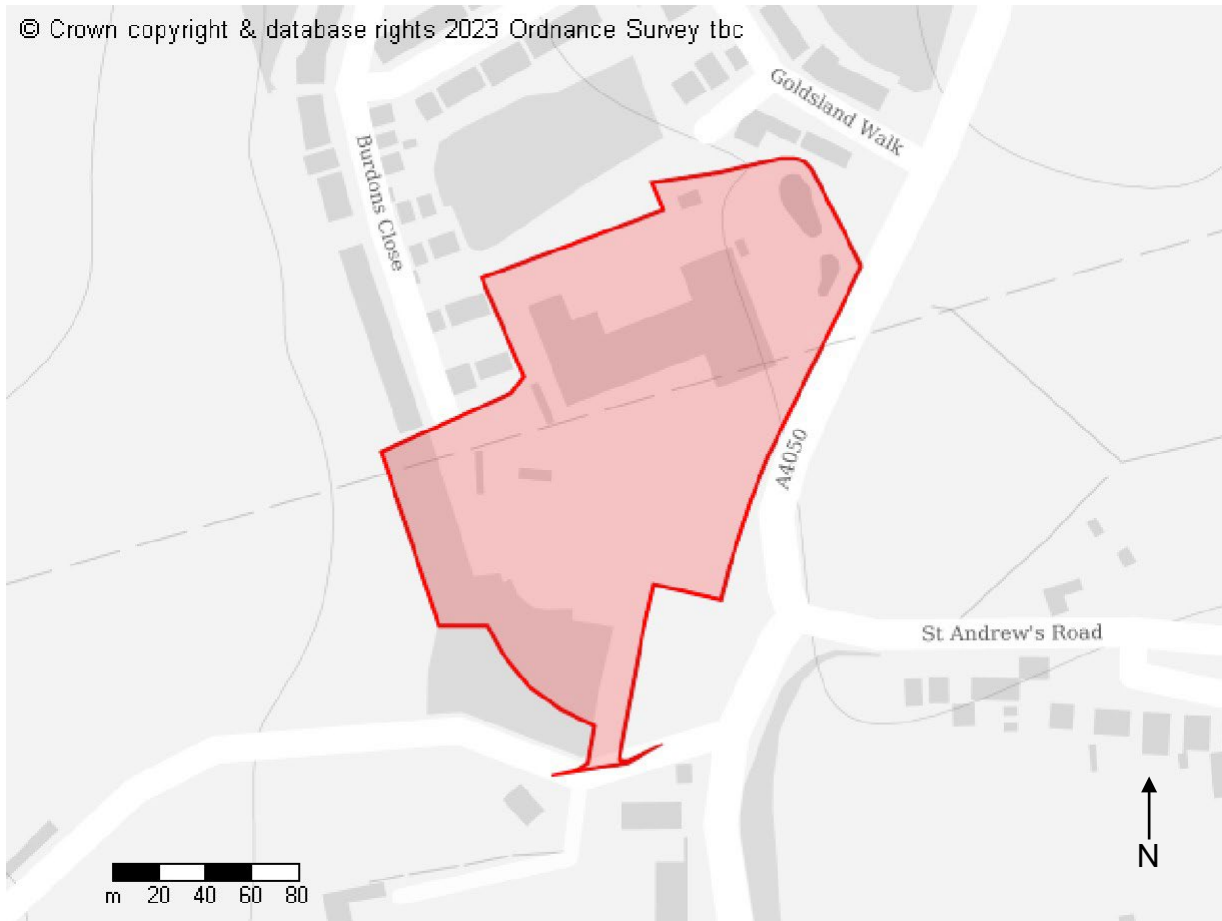 © Crown copyright & database rights 2023 Ordnance Survey tbc
Goldsland Walk
Burdons Close
A4050
St Andrew's Road
m 20 40 60 80
N